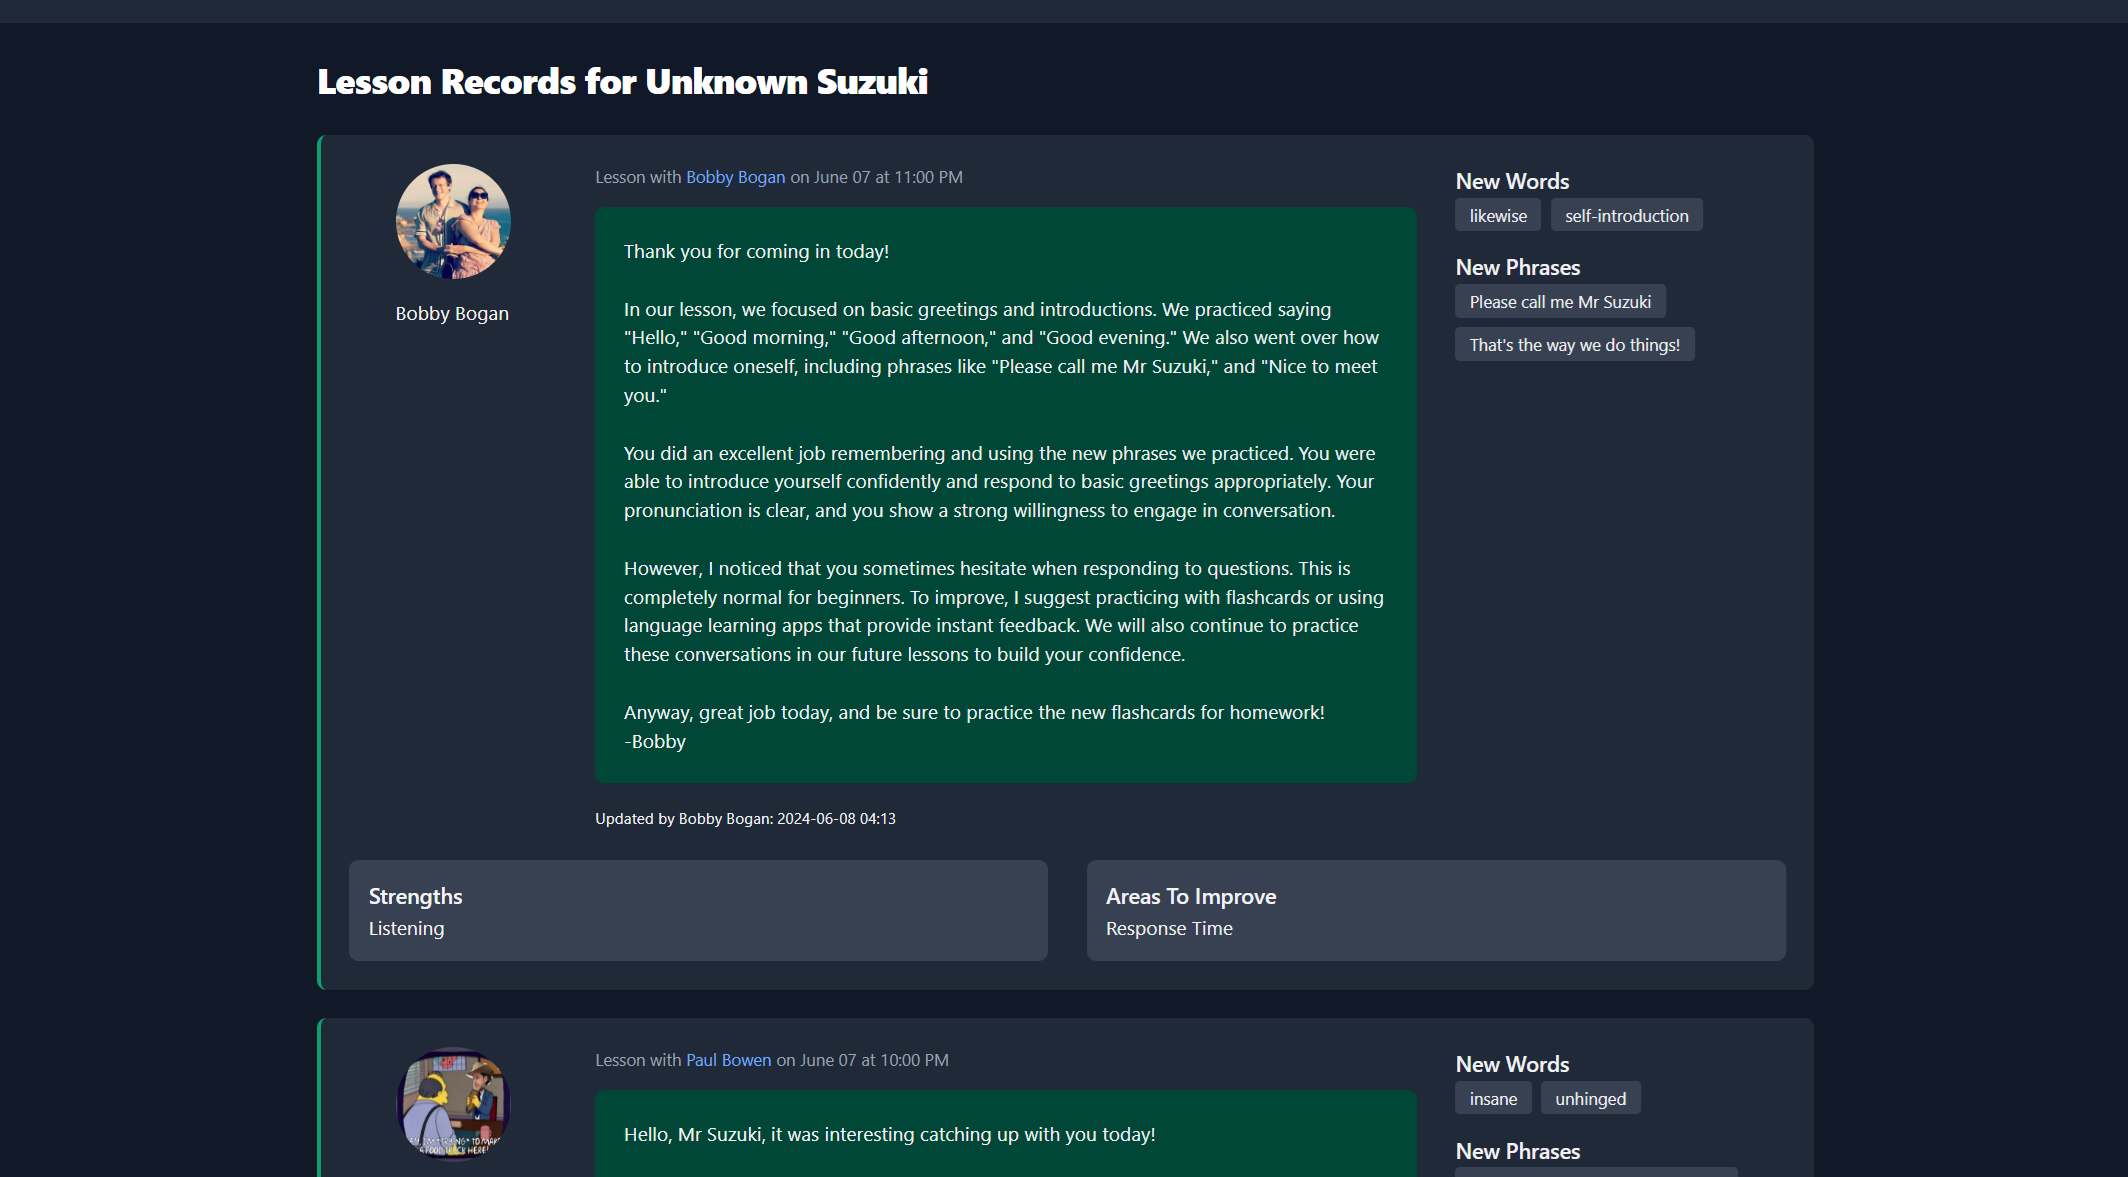 Lesson Records for Unknown Suzuki
Bobby Bogan
Lesson with Bobby Bogan on June 07 at 11:00 PM
Thank you for coming in today!
In our lesson, we focused on basic greetings and introductions. We practiced saying
"Hello," "Good morning," "Good afternoon," and "Good evening." We also went over how
to introduce oneself, including phrases like "Please call me Mr Suzuki," and "Nice to meet
you."
You did an excellent job remembering and using the new phrases we practiced. You were
able to introduce yourself confidently and respond to basic greetings appropriately. Your
pronunciation is clear, and you show a strong willingness to engage in conversation.
However, I noticed that you sometimes hesitate when responding to questions. This is
completely normal for beginners. To improve, I suggest practicing with flashcards or using
language learning apps that provide instant feedback. We will also continue to practice
these conversations in our future lessons to build your confidence.
Anyway, great job today, and be sure to practice the new flashcards for homework!
-Bobby
Updated by Bobby Bogan: 2024-06-08 04:13
New Words
likewise
self-introduction
New Phrases
Please call me Mr Suzuki
That's the way we do things!
Strengths
Listening
Areas To Improve
Response Time
TO MAK
HERE!
Lesson with Paul Bowen on June 07 at 10:00 PM
Hello, Mr Suzuki, it was interesting catching up with you today!
New Words
insane
unhinged
New Phrases